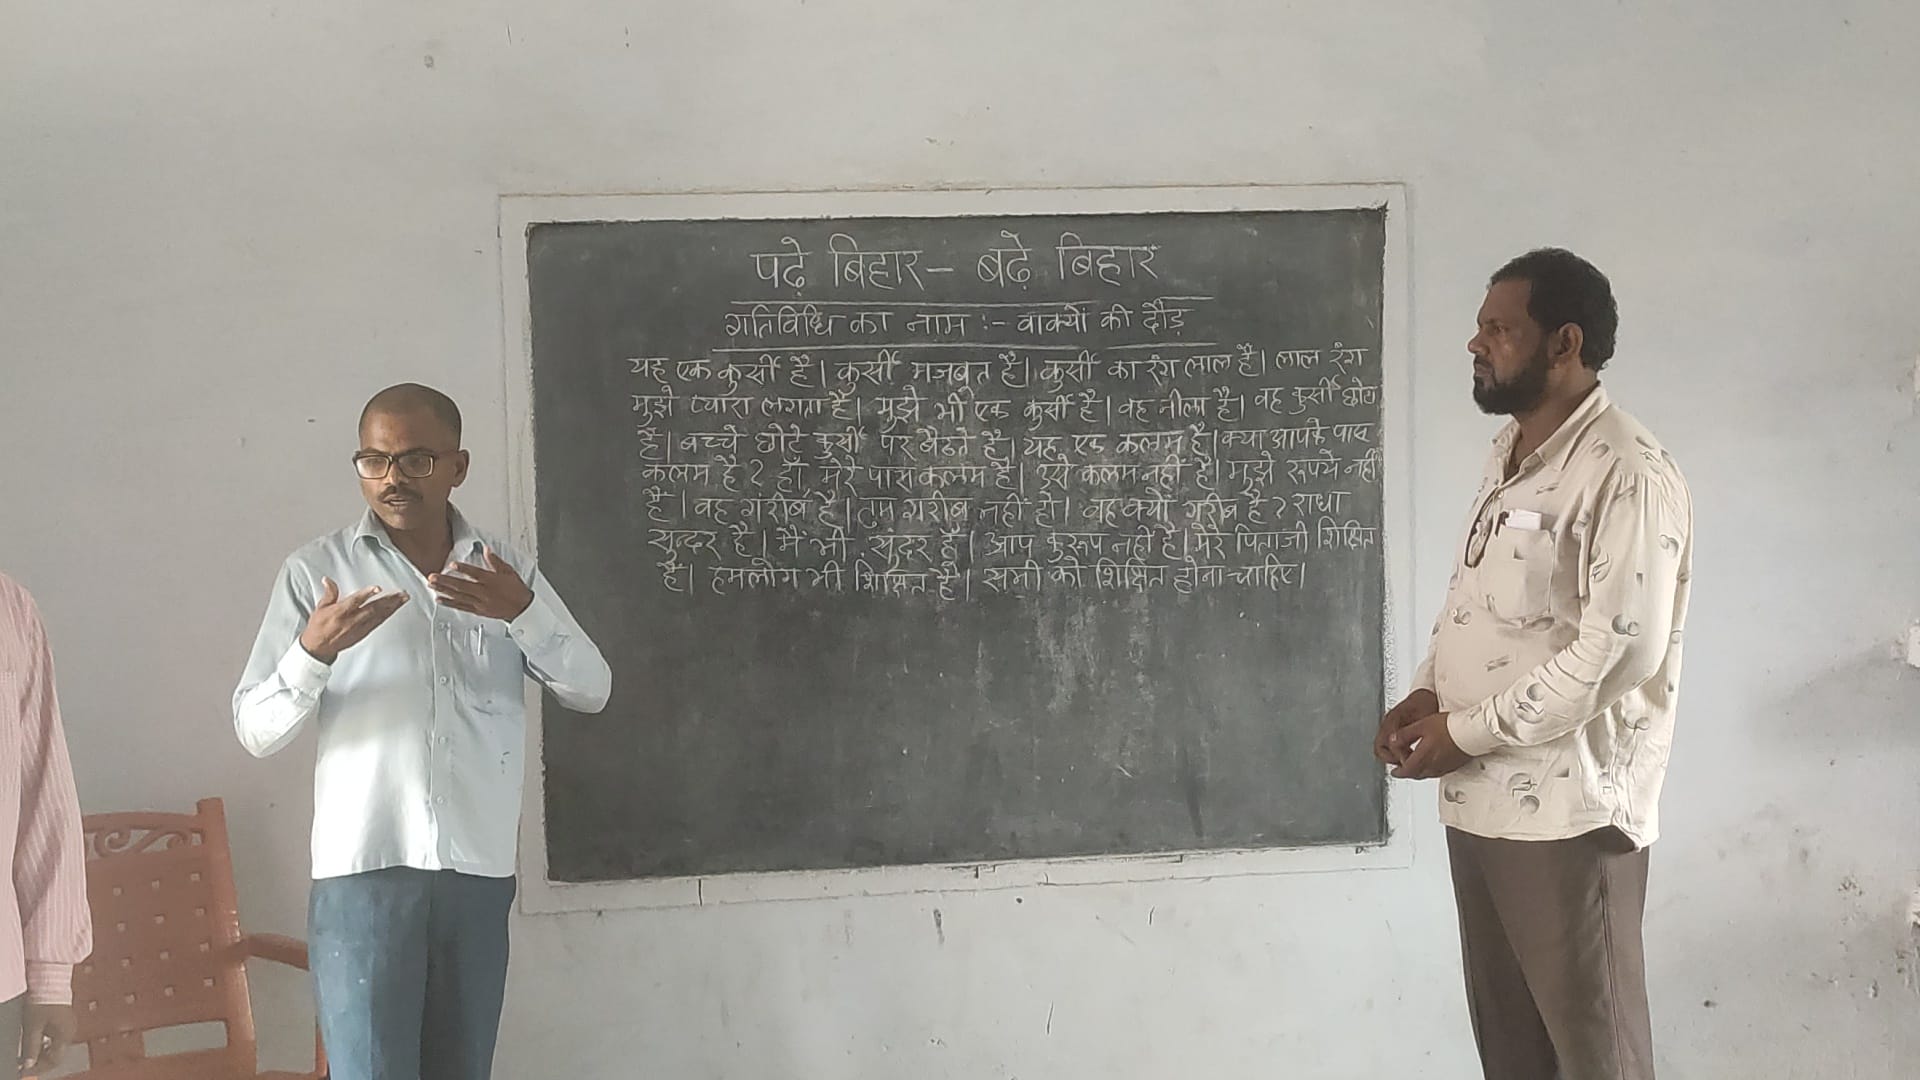 पढ़े बिहार - बढ़े बिहार
गतिविधि का नाम :- वाक्यों की दौड़
यह एक कुर्सी है। कुर्सी मजबूत है। कुर्सी का रंग लाल है। लाल रंग
मुझे प्यारा लगता है। मुझे भी एक कुर्सी है। वह नीला है। वह कुर्सी छोटा
है। बच्चे छोटे कुर्सी पर बैठते है। यह एक कलम है। क्या आपके पास
कलम है? हाँ, मेरे पास कलम है। उसे कलम नहीं है। मुझे रूपये नहीं
है। वह गरीब है। तुम गरीब नहीं हो। वह क्यों गरीब है? राधा
सुन्दर है। मैं भी सुंदर हूँ। आप कुरूप नहीं है। मेरे पिताजी शिक्षित
हैं। हमलोग भी शिक्षित है। सभी को शिक्षित होना चाहिए।